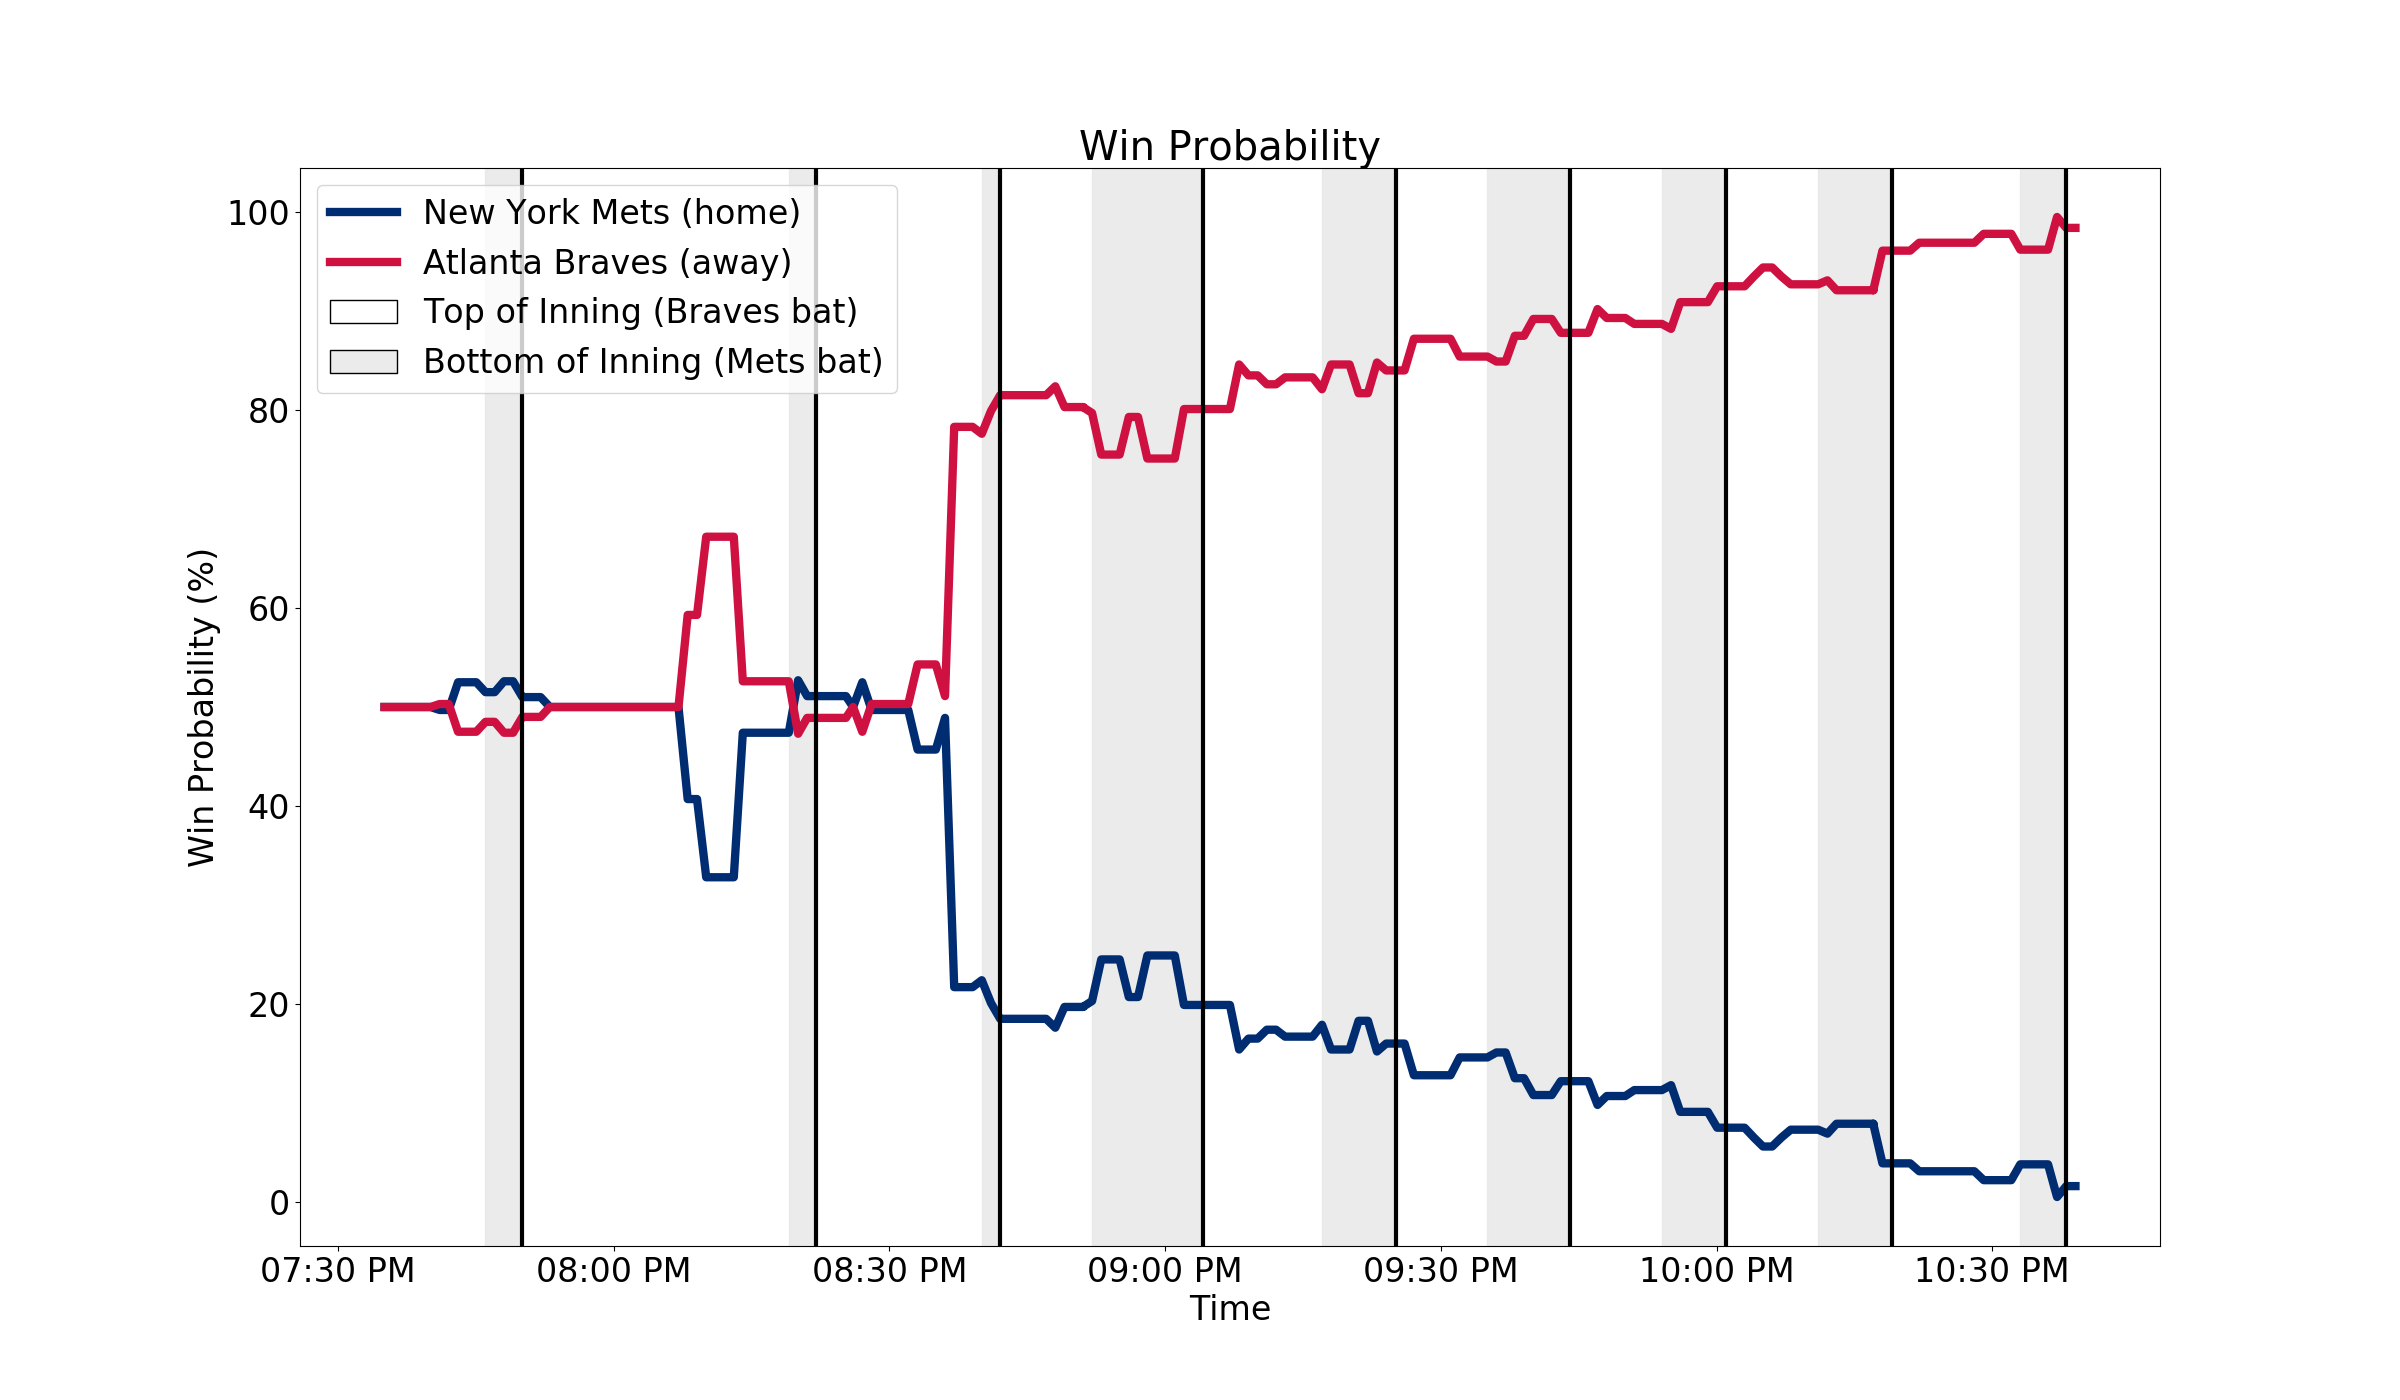 Win Probability
New York Mets (home)
Atlanta Braves (away)
Top of Inning (Braves bat)
Bottom of Inning (Mets bat)
Win Probability (%)
100
80
60
40
20
0
07:30 PM 08:00 PM 08:30 PM 09:00 PM 09:30 PM 10:00 PM 10:30 PM
Time